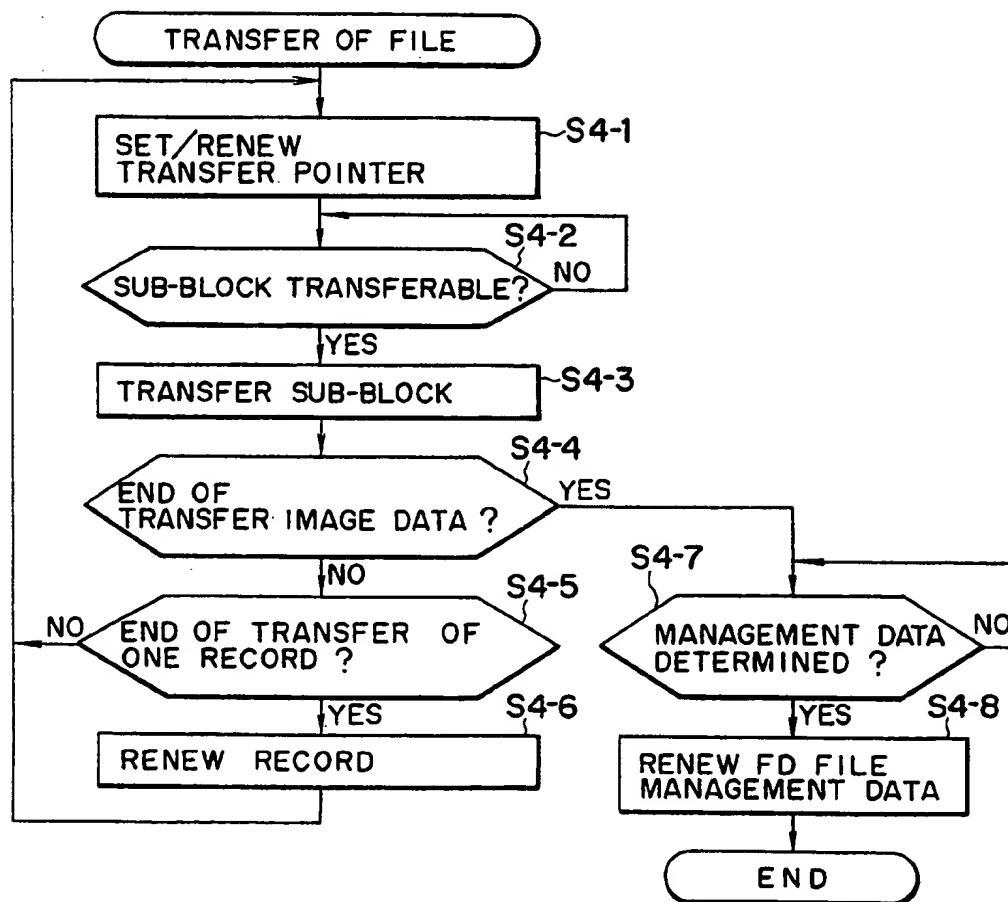 TRANSFER OF FILE
S4-1
SET/RENEW
TRANSFER POINTER
S4-2
SUB-BLOCK TRANSFERABLE?
NO
YES
TRANSFER SUB-BLOCK
S4-3
S4-4
END OF
TRANSFER IMAGE DATA ?
YES
NO
S4-5
NO
END OF TRANSFER OF
ONE RECORD ?
YES
S4-6
RENEW RECORD
S4-7
MANAGEMENT DATA
DETERMINED ?
NO
YES
S4-8
RENEW FD FILE
MANAGEMENT DATA
END